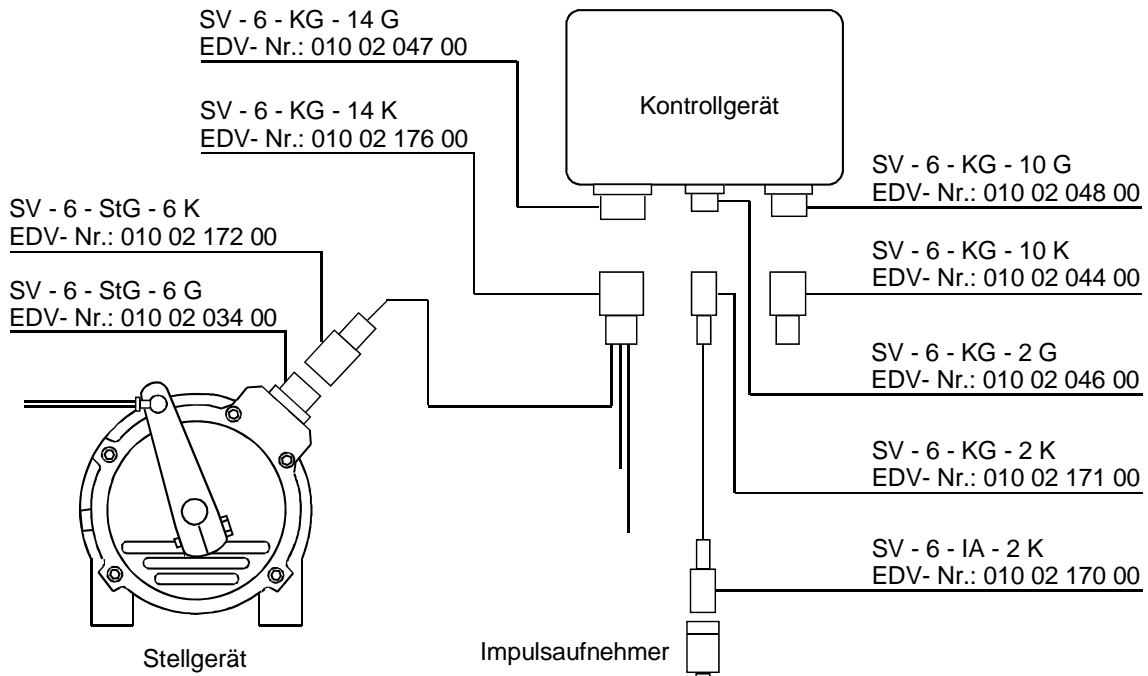 SV - 6 - KG - 14 G
EDV- Nr.: 010 02 047 00
SV - 6 - KG - 14 K
EDV- Nr.: 010 02 176 00
SV - 6 - StG - 6 K
EDV- Nr.: 010 02 172 00
SV - 6 - StG - 6 G
EDV- Nr.: 010 02 034 00
Kontrollgerät
SV - 6 - KG - 10 G
EDV- Nr.: 010 02 048 00
SV - 6 - KG - 10 K
EDV- Nr.: 010 02 044 00
SV - 6 - KG - 2 G
EDV- Nr.: 010 02 046 00
SV - 6 - KG - 2 K
EDV- Nr.: 010 02 171 00
SV - 6 - IA - 2 K
EDV- Nr.: 010 02 170 00
Stellgerät
Impulsaufnehmer